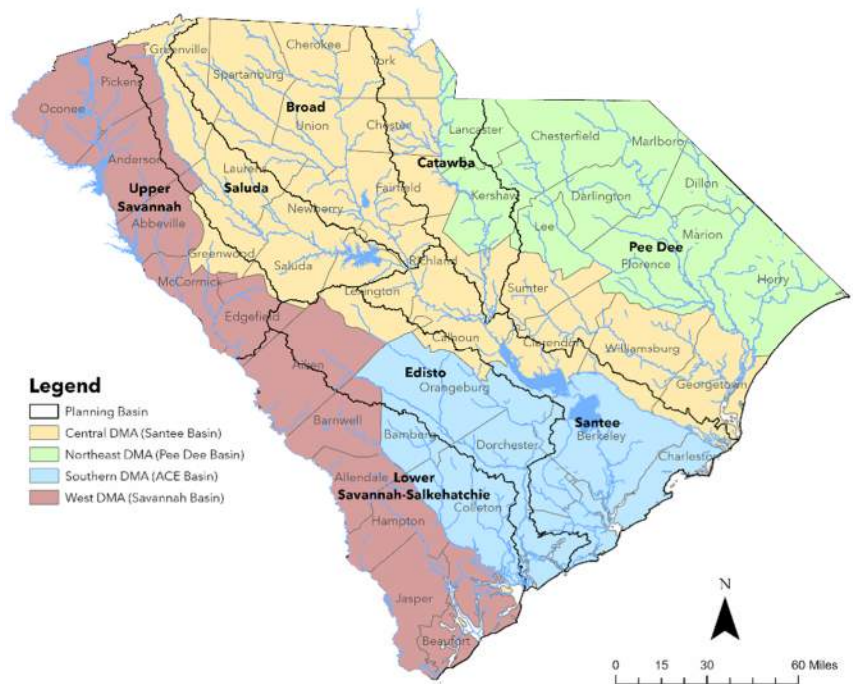 Greenville
Cherokee
York
Pickens
Spartanburg
Oconee
Broad
Union
Chester
Lancaster
Chesterfield
Marlboro
Anderson
Laurens
Catawba
Dillon
Upper
Savannah
Saluda
Fairfield
Kershaw
Darlington
Abbeville
Newberry
Lee
Marion
Greenwood
Saluda
Richland
Pee Dee
Florence
McCormick
Lexington
Sumter
Horry
Edgefield
Calhoun
Clarendon
Williamsburg
Aiken
Edisto
Orangeburg
Georgetown
Barnwell
Santee
Berkeley
Bamberg
Dorchester
Charleston
Allendale
Lower
Savannah-Salkehatchie
Colleton
Hampton
Jasper
Beaufort
Legend
Planning Basin
Central DMA (Santee Basin)
Northeast DMA (Pee Dee Basin)
Southern DMA (ACE Basin)
West DMA (Savannah Basin)
N
0 15 30 60 Miles